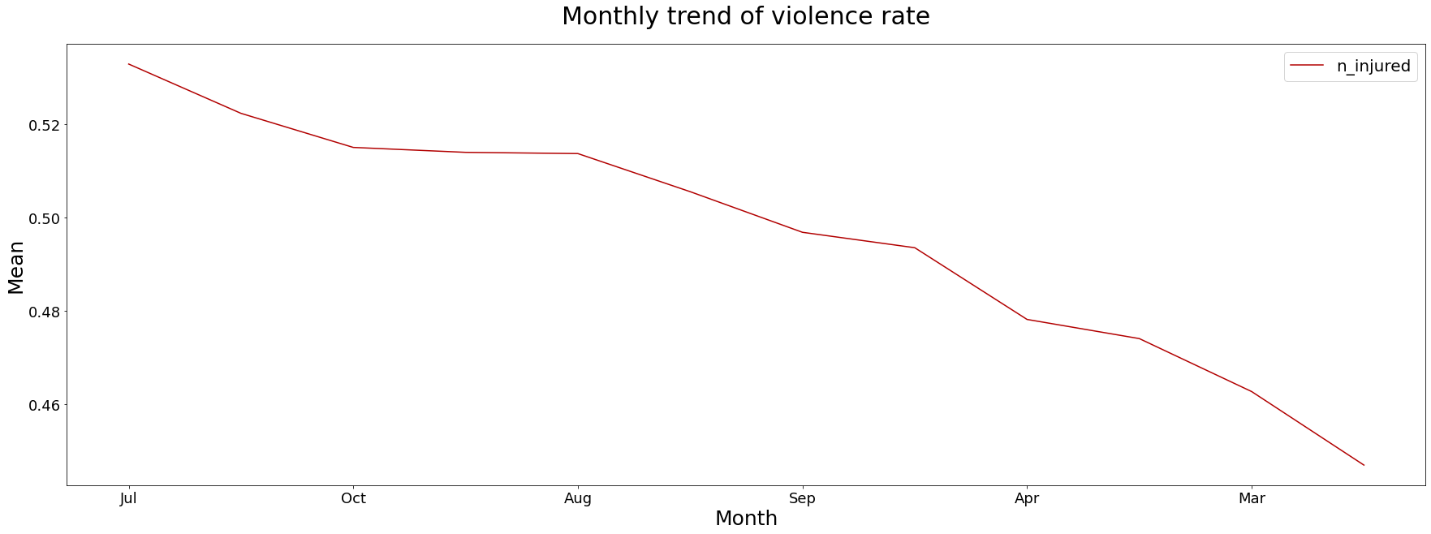 Monthly trend of violence rate
n_injured
0.52
0.50
0.48
0.46
Mean
Jul Oct Aug Sep Apr Mar
Month